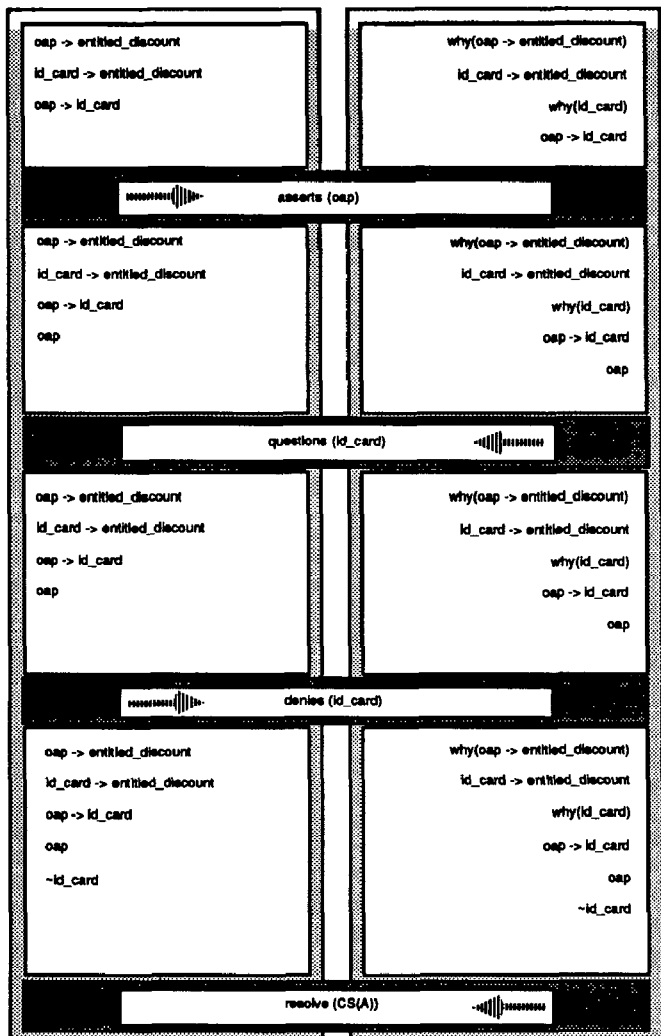 oap -> entitled_discount
id_card -> entitled_discount
oap -> id_card
why(oap -> entitled_discount)
id_card -> entitled_discount
why(id_card)
oap -> id_card
asserts (oap)
oap -> entitled_discount
id_card -> entitled_discount
oap -> id_card
oap
why(oap -> entitled_discount)
id_card -> entitled_discount
why(id_card)
oap -> id_card
oap
questions (id_card)
oap -> entitled_discount
id_card -> entitled_discount
oap -> id_card
oap
why(oap -> entitled_discount)
id_card -> entitled_discount
why(id_card)
oap -> id_card
oap
denies (id_card)
oap -> entitled_discount
id_card -> entitled_discount
oap -> id_card
oap
~id_card
why(oap -> entitled_discount)
id_card -> entitled_discount
why(id_card)
oap -> id_card
oap
~id_card
resolve (CS(A))